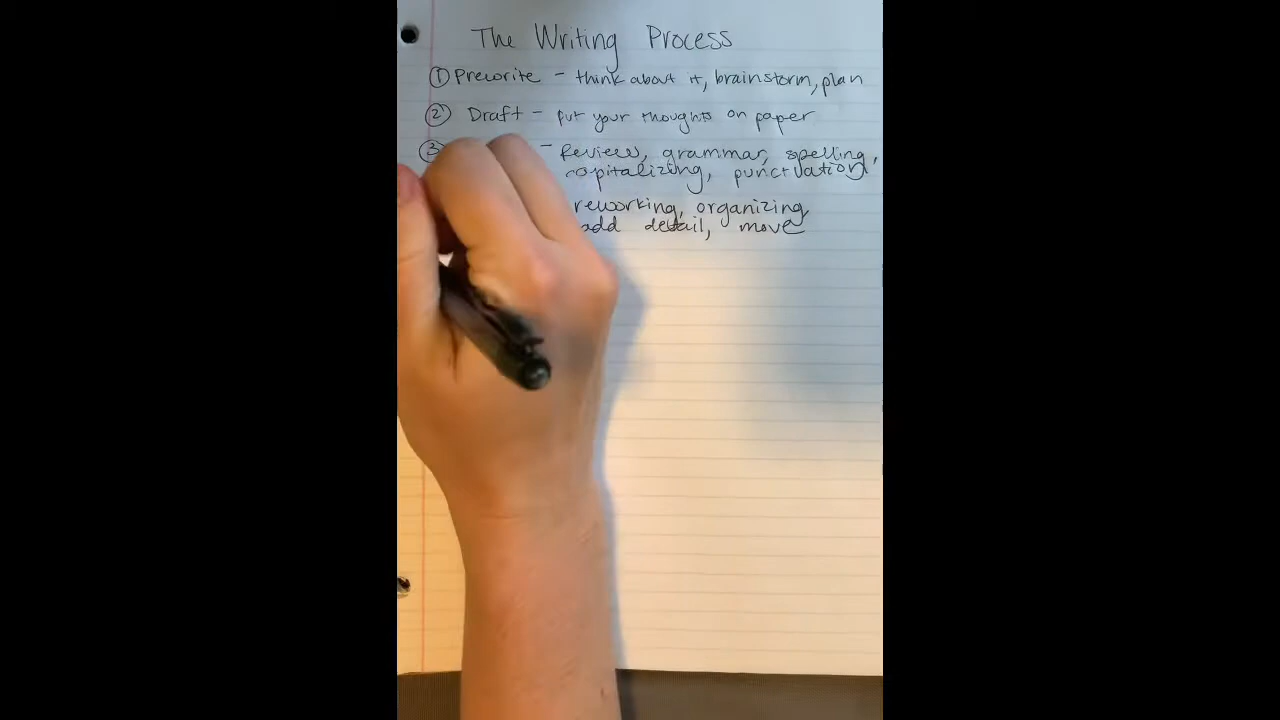 The Writing Process
① Prewrite - think about it, brainstorm, plan
② Draft - put your thoughts on paper
③ - Review, grammar, spelling,
capitalizing, punctuation
reworking, organizing,
add detail, move